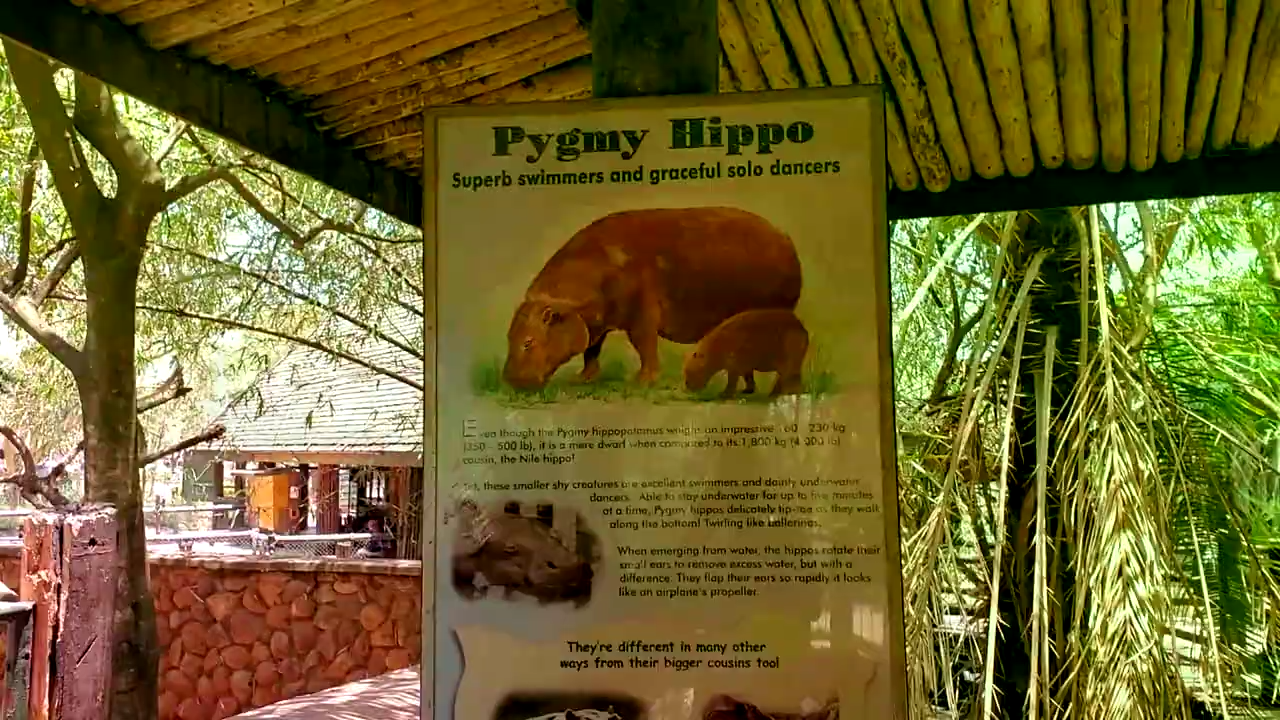 Pygmy Hippo
Superb swimmers and graceful solo dancers
Even though the Pygmy hippopotamus weighs an impressive 160 - 230 kg
(350 - 500 lb), it is a mere dwarf when compared to its 1,800 kg (4,000 lb)
cousin, the Nile hippo!
Yet, these smaller shy creatures are excellent swimmers and dainty underwater
dancers. Able to stay underwater for up to five minutes
at a time, Pygmy hippos delicately tip-toe as they walk
along the bottom! Twirling like ballerinas.
When emerging from water, the hippos rotate their
small ears to remove excess water, but with a
difference. They flap their ears so rapidly it looks
like an airplane's propeller.
They're different in many other
ways from their bigger cousins too!